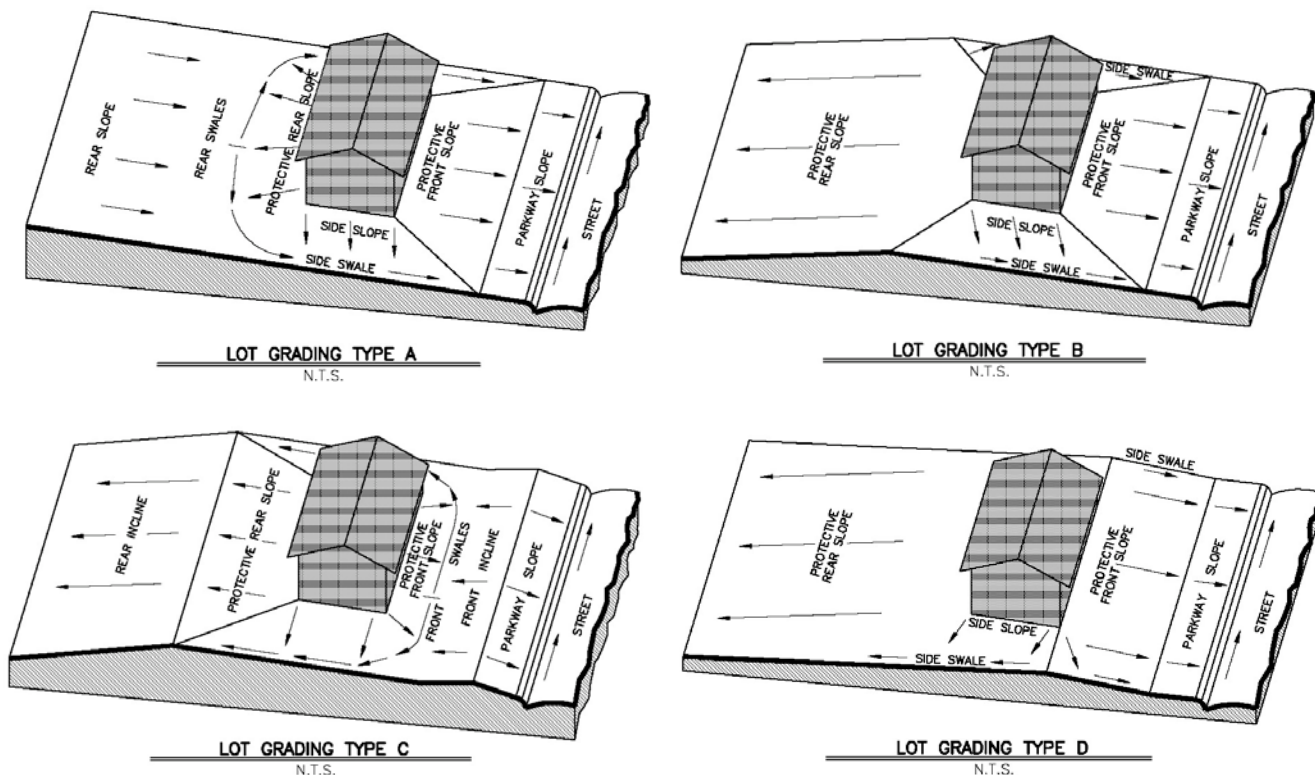 REAR SLOPE
REAR SWALES
PROTECTIVE REAR SLOPE
SIDE SLOPE
SIDE SWALE
PROTECTIVE
FRONT SLOPE
PARKWAY SLOPE
STREET
LOT GRADING TYPE A
N.T.S.
PROTECTIVE
REAR SLOPE
SIDE SWALE
SIDE SLOPE
SIDE SWALE
PROTECTIVE
FRONT SLOPE
PARKWAY SLOPE
STREET
LOT GRADING TYPE B
N.T.S.
REAR INCLINE
PROTECTIVE REAR SLOPE
PROTECTIVE
FRONT SLOPE
FRONT SWALES
FRONT INCLINE
PARKWAY SLOPE
STREET
LOT GRADING TYPE C
N.T.S.
PROTECTIVE
REAR SLOPE
SIDE SWALE
SIDE SLOPE
SIDE SWALE
PROTECTIVE
FRONT SLOPE
PARKWAY SLOPE
STREET
LOT GRADING TYPE D
N.T.S.